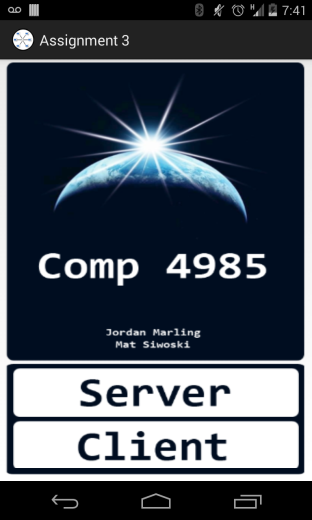 7:41
Assignment 3
Comp 4985
Jordan Marling
Mat Siwoski
Server
Client